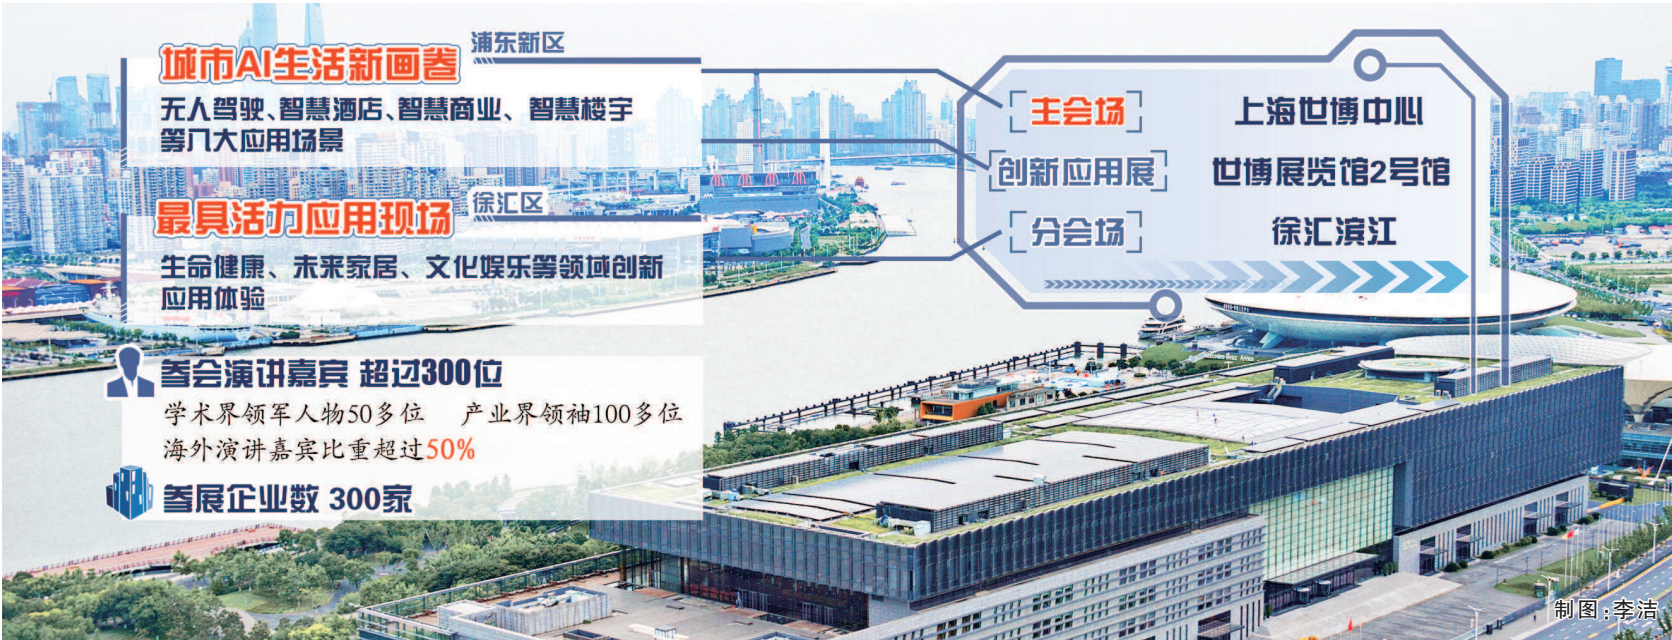 浦东新区
城市AI生活新画卷
无人驾驶、智慧酒店、智慧商业、智慧楼宇
等八大应用场景
徐汇区
最具活力应用现场
生命健康、未来家居、文化娱乐等领域创新
应用体验
参会演讲嘉宾 超过300位
学术界领军人物50多位 产业界领袖100多位
海外演讲嘉宾比重超过50%
参展企业数 300家
主会场 上海世博中心
创新应用展 世博展览馆2号馆
分会场 徐汇滨江
Mercedes-Benz Arena
制图:李洁